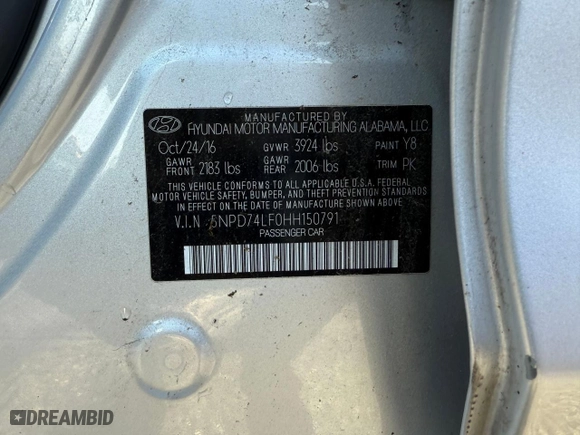 MANUFACTURED BY
HYUNDAI MOTOR MANUFACTURING ALABAMA, LLC
Oct/24/16 GVWR 3924 lbs PAINT Y8
GAWR FRONT 2183 lbs GAWR REAR 2006 lbs TRIM PK
THIS VEHICLE CONFORMS TO ALL APPLICABLE U.S.A. FEDERAL
MOTOR VEHICLE SAFETY, BUMPER, AND THEFT PREVENTION STANDARDS
IN EFFECT ON THE DATE OF MANUFACTURE SHOWN ABOVE
V.I.N 5NPD74LF0HH150791
PASSENGER CAR
DREAMBID